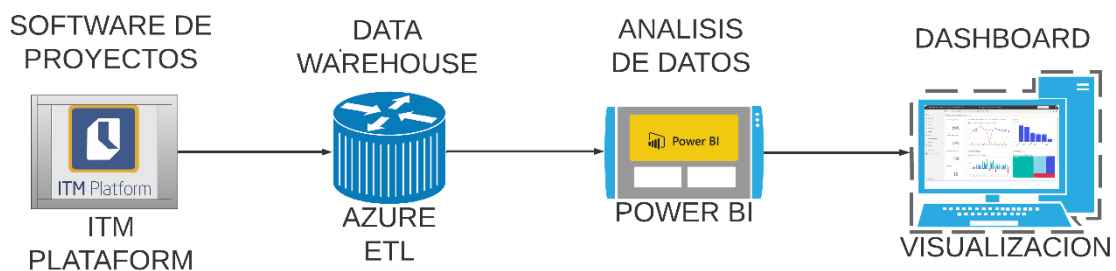 SOFTWARE DE
PROYECTOS
DATA
WAREHOUSE
ANALISIS
DE DATOS
DASHBOARD
ITM Platform
Power BI
ITM
PLATAFORM
AZURE
ETL
POWER BI
VISUALIZACION